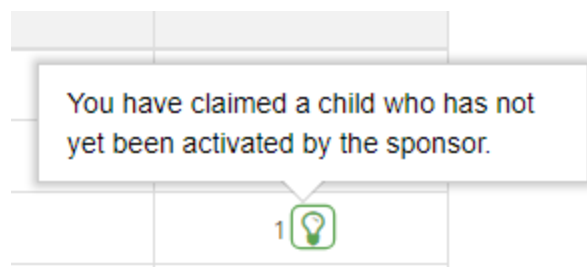 You have claimed a child who has not
yet been activated by the sponsor.
1